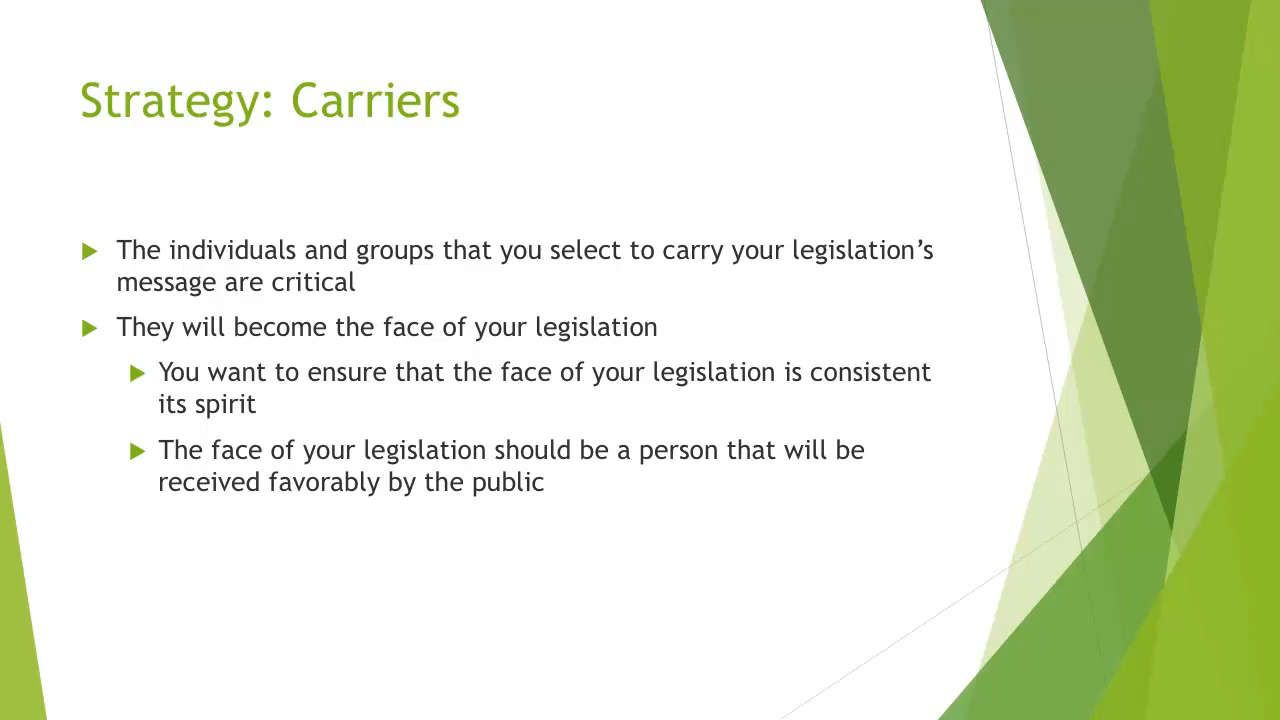 Strategy: Carriers
The individuals and groups that you select to carry your legislation’s
message are critical
They will become the face of your legislation
You want to ensure that the face of your legislation is consistent
its spirit
The face of your legislation should be a person that will be
received favorably by the public